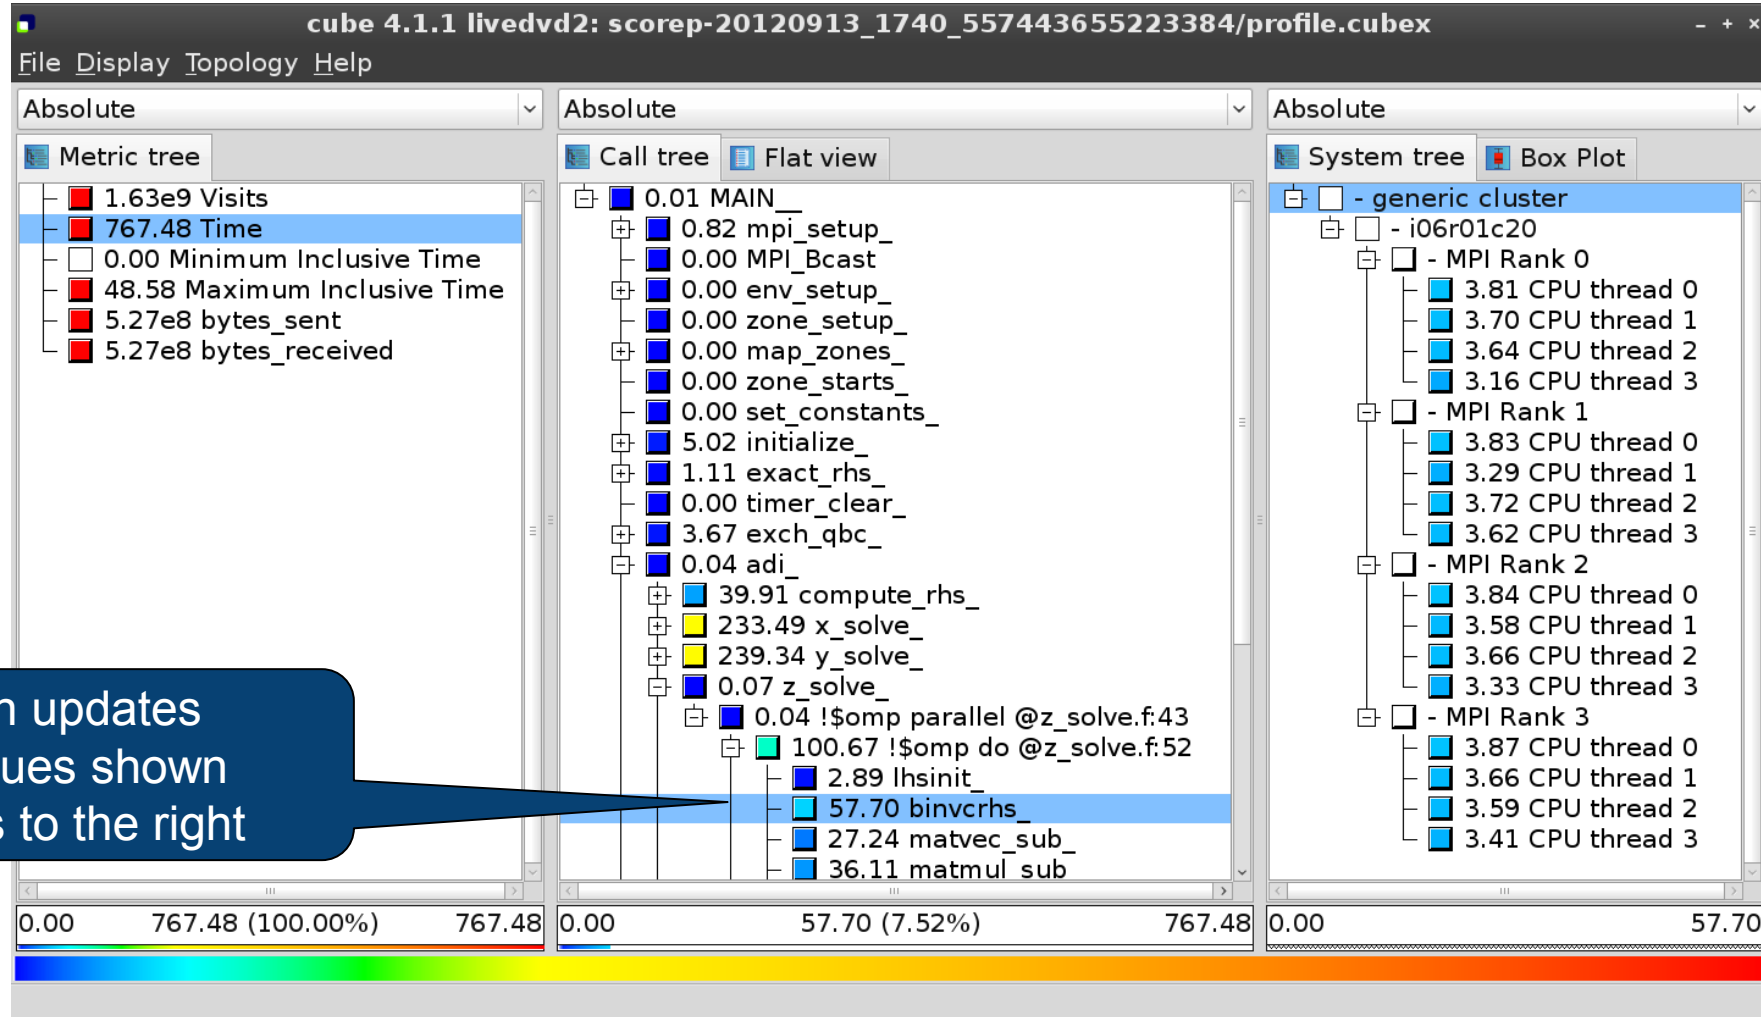 cube 4.1.1 livedvd2: scorep-20120913_1740_557443655223384/profile.cubex
File Display Topology Help
Absolute
Metric tree
1.63e9 Visits
767.48 Time
0.00 Minimum Inclusive Time
48.58 Maximum Inclusive Time
5.27e8 bytes_sent
5.27e8 bytes_received
updates
shown
to the right
0.00 767.48 (100.00%) 767.48
Absolute
Call tree Flat view
0.01 MAIN__
0.82 mpi_setup_
0.00 MPI_Bcast
0.00 env_setup_
0.00 zone_setup_
0.00 map_zones_
0.00 zone_starts_
0.00 set_constants_
5.02 initialize_
1.11 exact_rhs_
0.00 timer_clear_
3.67 exch_qbc_
0.04 adi_
39.91 compute_rhs_
233.49 x_solve_
239.34 y_solve_
0.07 z_solve_
0.04 !$omp parallel @z_solve.f:43
100.67 !$omp do @z_solve.f:52
2.89 lhsinit_
57.70 binvcrhs_
27.24 matvec_sub_
36.11 matmul_sub
0.00 57.70 (7.52%) 767.48
Absolute
System tree Box Plot
- generic cluster
- i06r01c20
- MPI Rank 0
3.81 CPU thread 0
3.70 CPU thread 1
3.64 CPU thread 2
3.16 CPU thread 3
- MPI Rank 1
3.83 CPU thread 0
3.29 CPU thread 1
3.72 CPU thread 2
3.62 CPU thread 3
- MPI Rank 2
3.84 CPU thread 0
3.58 CPU thread 1
3.66 CPU thread 2
3.33 CPU thread 3
- MPI Rank 3
3.87 CPU thread 0
3.66 CPU thread 1
3.59 CPU thread 2
3.41 CPU thread 3
0.00 57.70